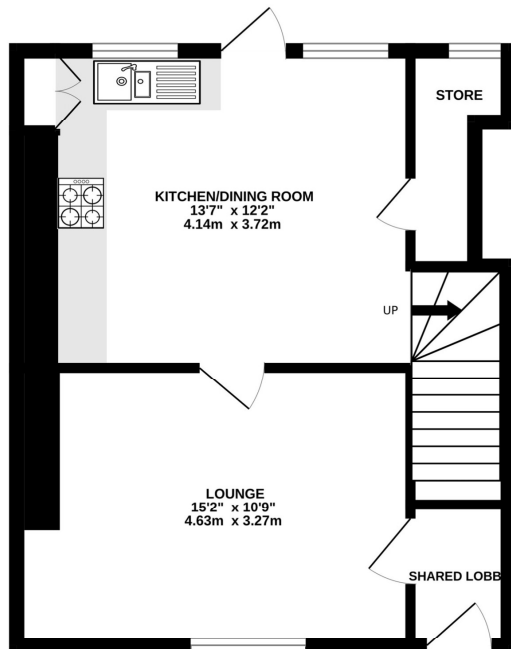 STORE
KITCHEN/DINING ROOM
13'7" x 12'2"
4.14m x 3.72m
UP
LOUNGE
15'2" x 10'9"
4.63m x 3.27m
SHARED LOBB